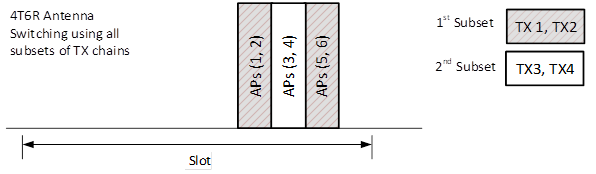 4T6R Antenna
Switching using all
subsets of TX chains
APs (1, 2)
APs (3, 4)
APs (5, 6)
1st Subset
TX 1, TX2
2nd Subset
TX3, TX4
Slot